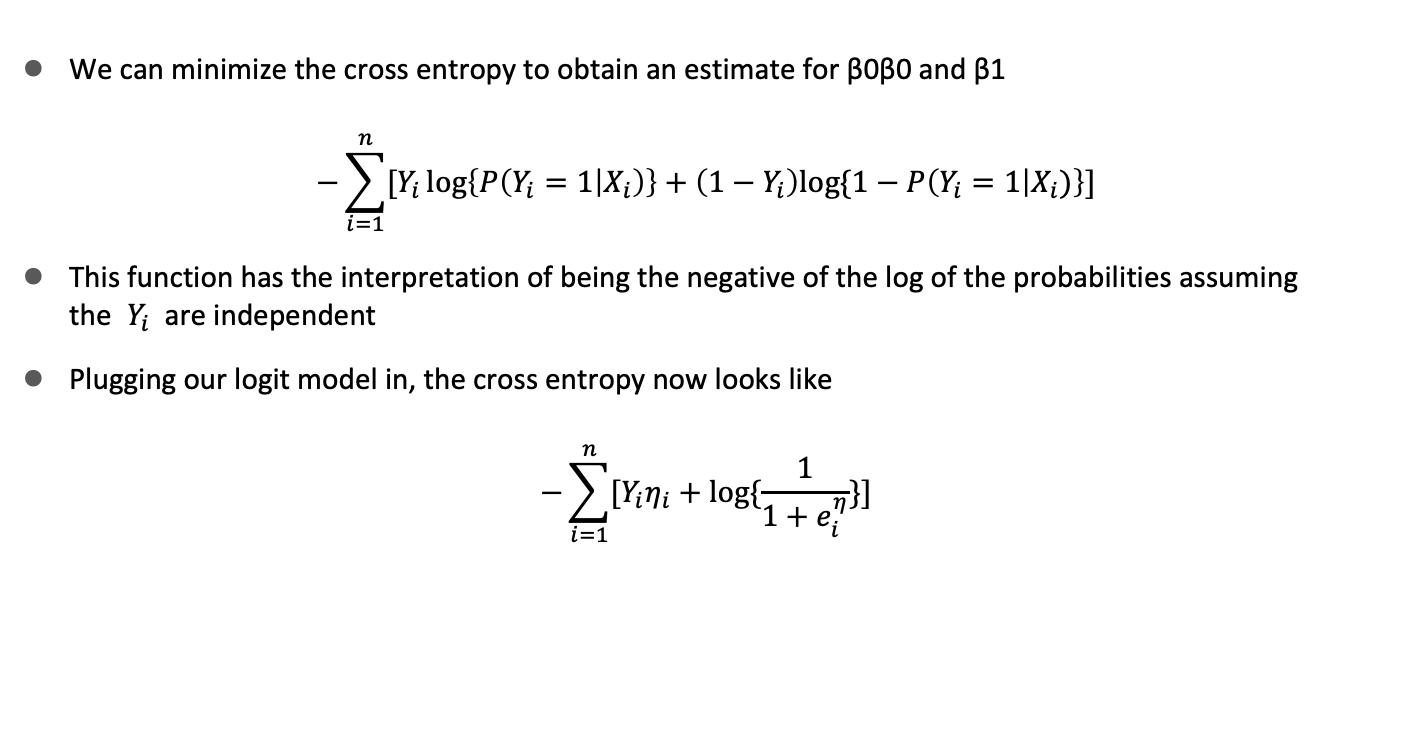 ● We can minimize the cross entropy to obtain an estimate for β0β0 and β1
n
− ∑ [Yᵢ log{P(Yᵢ = 1|Xᵢ)} + (1 − Yᵢ)log{1 − P(Yᵢ = 1|Xᵢ)}]
i=1
● This function has the interpretation of being the negative of the log of the probabilities assuming
the Yᵢ are independent
● Plugging our logit model in, the cross entropy now looks like
n
− ∑ [Yᵢηᵢ + log{1 / (1 + eᵢ^η)}]
i=1